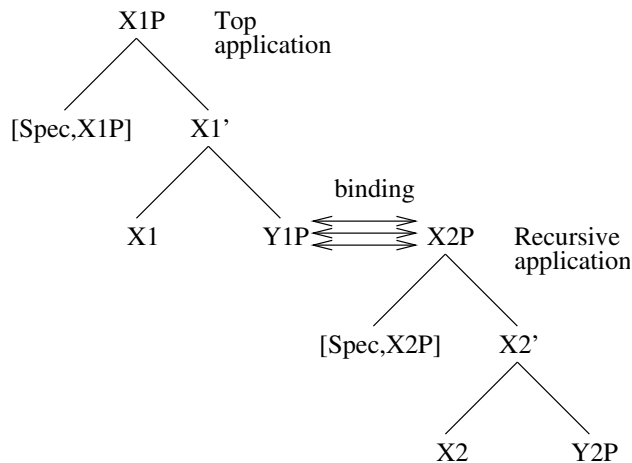 X1P
Top
application
[Spec,X1P]
X1’
binding
X1
Y1P
X2P
Recursive
application
[Spec,X2P]
X2’
X2
Y2P